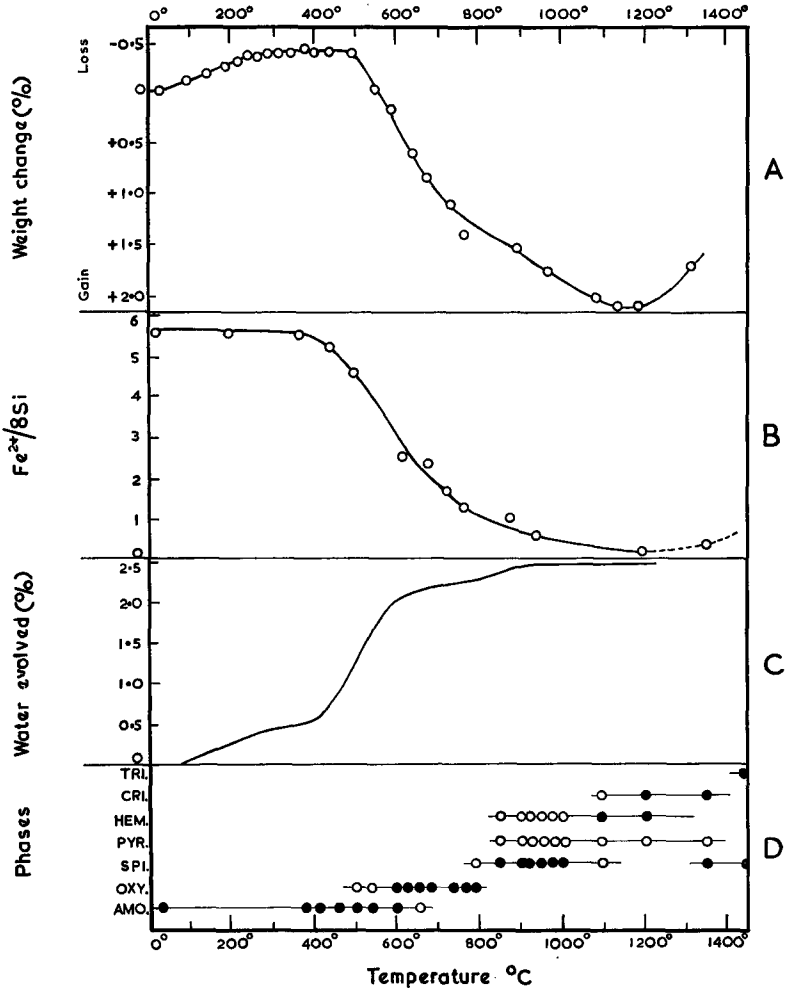 0° 200° 400° 600° 800° 1000° 1200° 1400°
Weight change (%)
Loss
Gain
-0·5
0
+0·5
+1·0
+1·5
+2·0
A
Fe²⁺/8Si
6
5
4
3
2
1
0
B
Water evolved (%)
2·5
2·0
1·5
1·0
0·5
0
C
Phases
TRI.
CRI.
HEM.
PYR.
SPI.
OXY.
AMO.
D
0° 200° 400° 600° 800° 1000° 1200° 1400°
Temperature °C